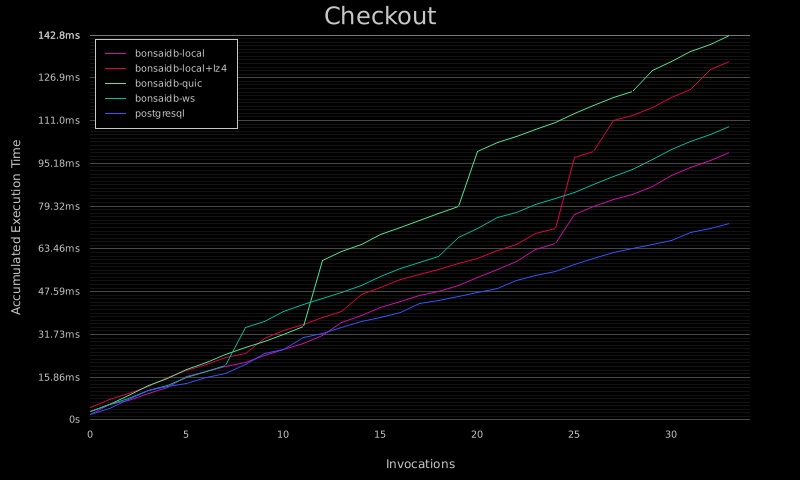 Checkout
142.8ms
126.9ms
111.0ms
95.18ms
79.32ms
63.46ms
47.59ms
31.73ms
15.86ms
0s
Accumulated Execution Time
bonsaidb-local
bonsaidb-local+lz4
bonsaidb-quic
bonsaidb-ws
postgresql
0 5 10 15 20 25 30
Invocations